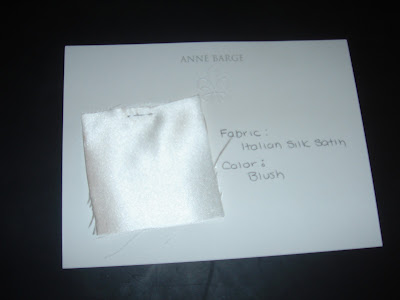 ANNE BARGE
Fabric:
Italian Silk Satin
Color:
Blush